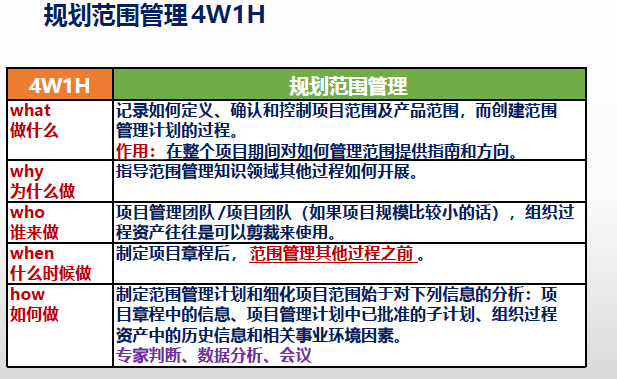 规划范围管理4W1H
4W1H
规划范围管理
what
做什么
记录如何定义、确认和控制项目范围及产品范围，而创建范围
管理计划的过程。
作用：在整个项目期间对如何管理范围提供指南和方向。
why
为什么做
指导范围管理知识领域其他过程如何开展。
who
谁来做
项目管理团队/项目团队（如果项目规模比较小的话），组织过
程资产往往是可以剪裁来使用。
when
什么时候做
制定项目章程后，范围管理其他过程之前。
how
如何做
制定范围管理计划和细化项目范围始于对下列信息的分析：项
目章程中的信息、项目管理计划中已批准的子计划、组织过程
资产中的历史信息和相关事业环境因素。
专家判断、数据分析、会议